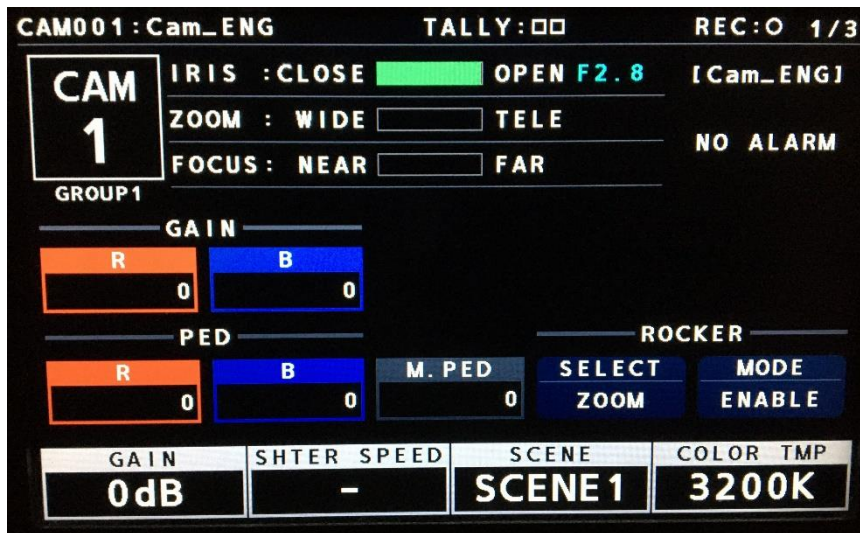 CAM001:Cam_ENG TALLY:□□ REC:○ 1/3
CAM
1
GROUP1
IRIS :CLOSE OPEN F2.8
ZOOM : WIDE TELE
FOCUS: NEAR FAR
[Cam_ENG]
NO ALARM
GAIN
R B
0 0
PED ROCKER
R B M.PED SELECT MODE
0 0 0 ZOOM ENABLE
GAIN SHTER SPEED SCENE COLOR TMP
0dB - SCENE1 3200K